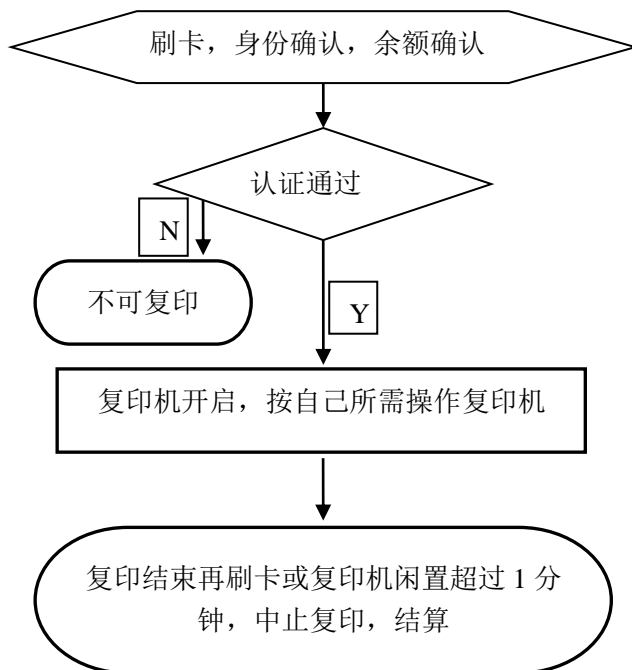 刷卡，身份确认，余额确认
认证通过
N
不可复印
Y
复印机开启，按自己所需操作复印机
复印结束再刷卡或复印机闲置超过 1 分
钟，中止复印，结算